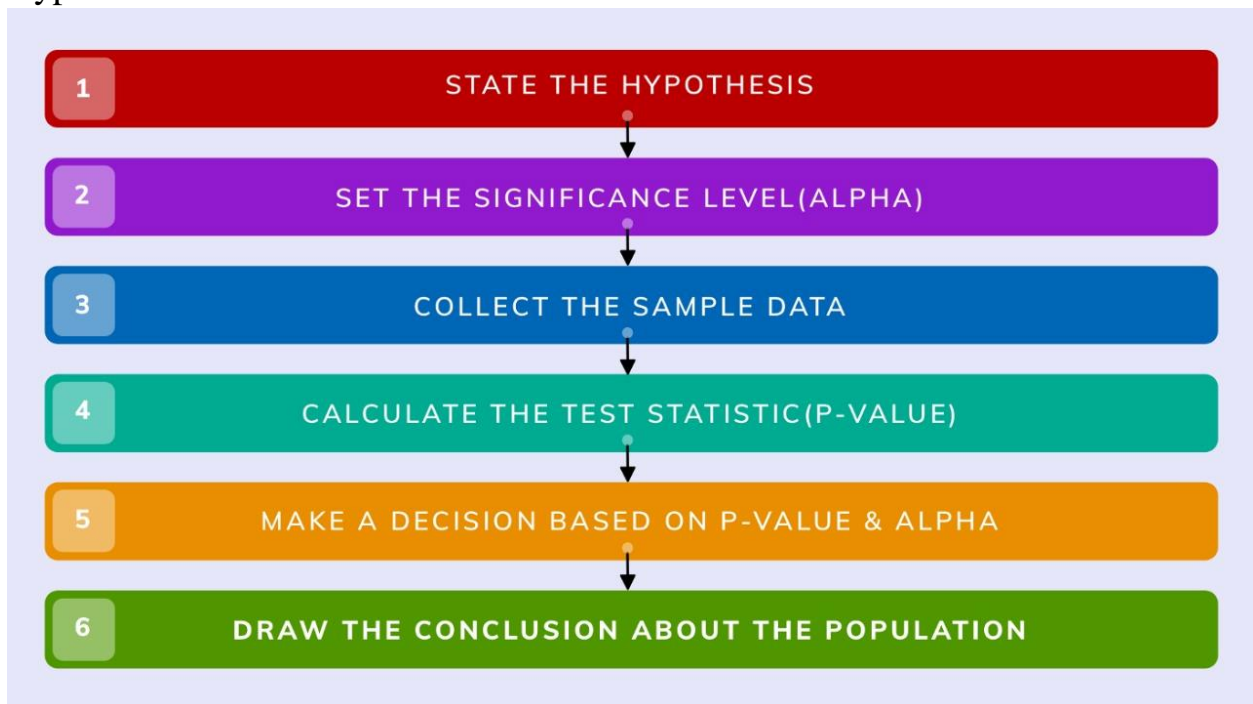 1
STATE THE HYPOTHESIS
2
SET THE SIGNIFICANCE LEVEL(ALPHA)
3
COLLECT THE SAMPLE DATA
4
CALCULATE THE TEST STATISTIC(P-VALUE)
5
MAKE A DECISION BASED ON P-VALUE & ALPHA
6
DRAW THE CONCLUSION ABOUT THE POPULATION